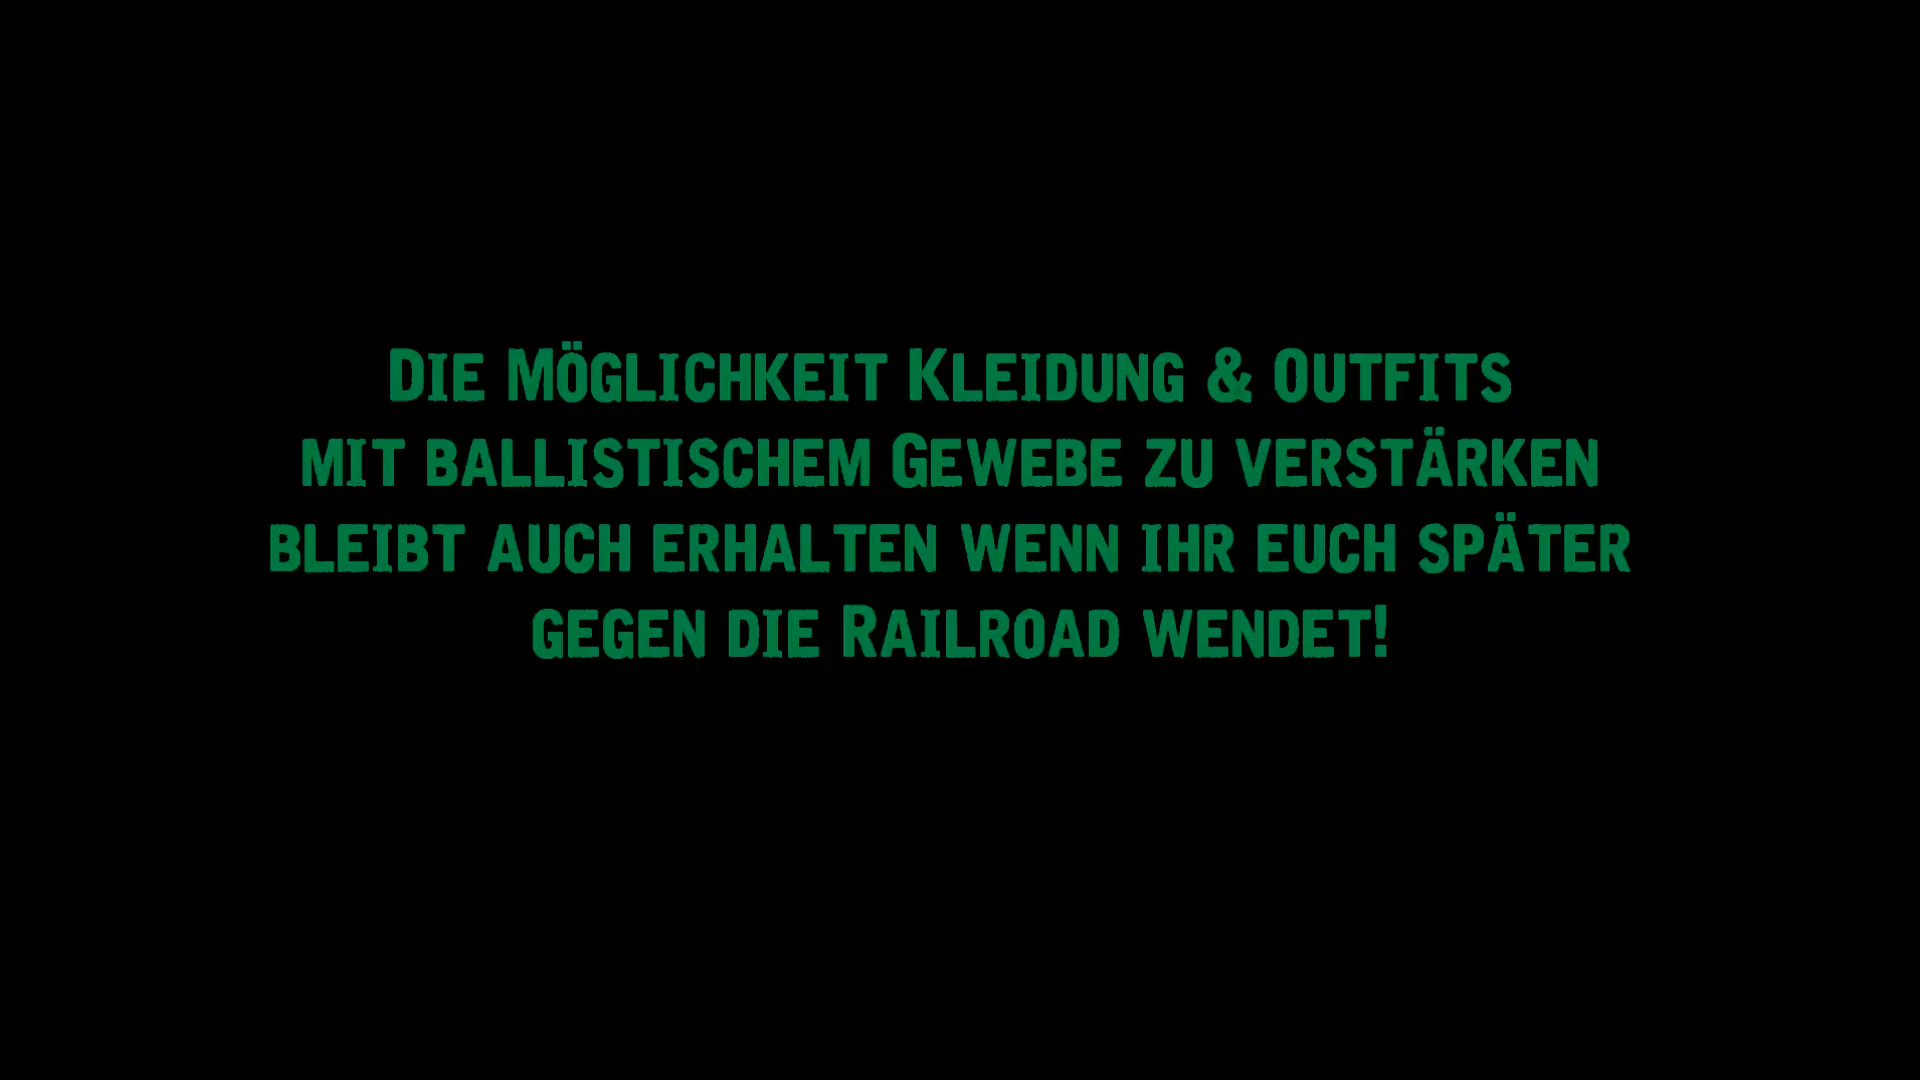 Die Möglichkeit Kleidung & Outfits
mit ballistischem Gewebe zu verstärken
bleibt auch erhalten wenn ihr euch später
gegen die Railroad wendet!